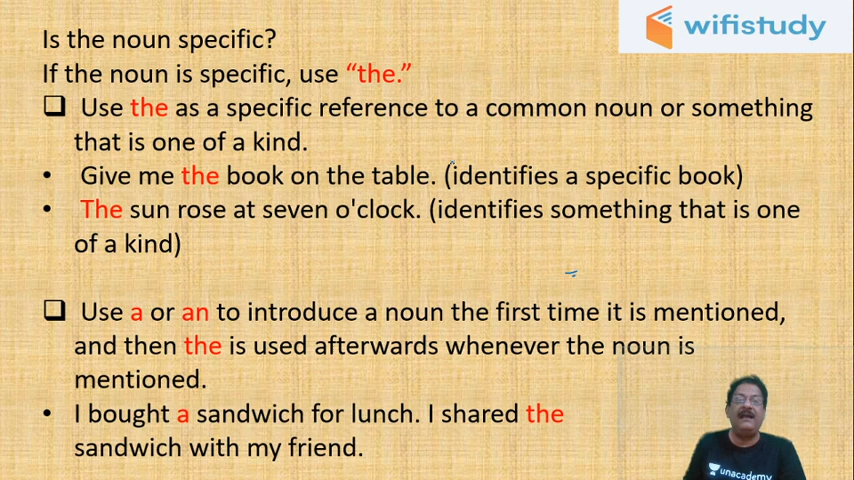 wifistudy
Is the noun specific?
If the noun is specific, use “the.”
Use the as a specific reference to a common noun or something
that is one of a kind.
• Give me the book on the table. (identifies a specific book)
• The sun rose at seven o'clock. (identifies something that is one
of a kind)
Use a or an to introduce a noun the first time it is mentioned,
and then the is used afterwards whenever the noun is
mentioned.
• I bought a sandwich for lunch. I shared the
sandwich with my friend.
unacademy